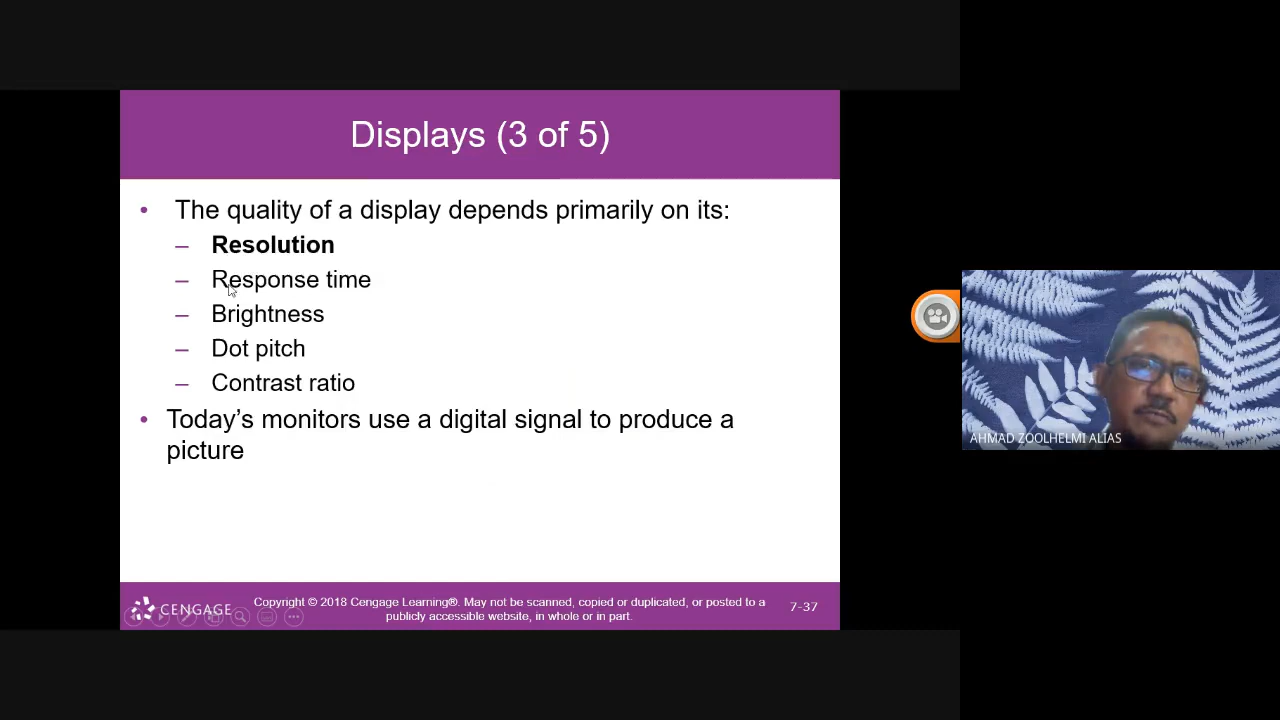 Displays (3 of 5)
• The quality of a display depends primarily on its:
– Resolution
– Response time
– Brightness
– Dot pitch
– Contrast ratio
• Today’s monitors use a digital signal to produce a
picture
CENGAGE
Copyright © 2018 Cengage Learning®. May not be scanned, copied or duplicated, or posted to a
publicly accessible website, in whole or in part.
7-37
AHMAD ZOOLHELMI ALIAS